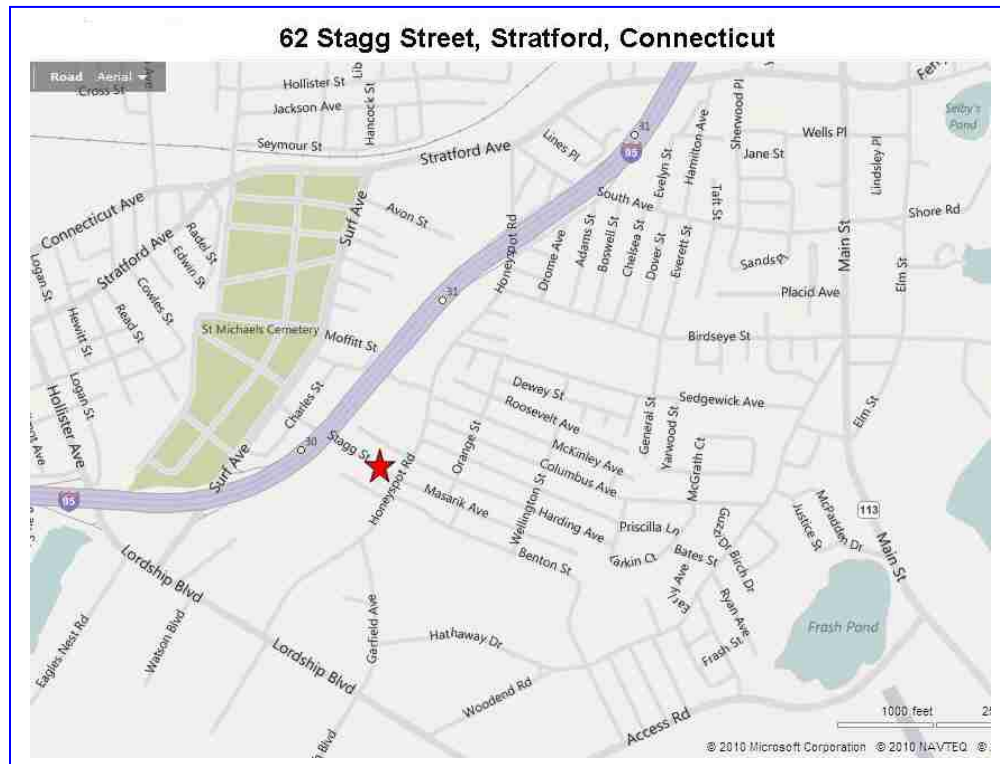 62 Stagg Street, Stratford, Connecticut
Road Aerial
Cross St
Hollister St
Jackson Ave
Hancock St
Seymour St
Stratford Ave
Lines Pl
31
95
Evelyn St
Hamilton Ave
Sherwood Pl
Wells Pl
Jane St
Lindsley Pl
Selby's
Pond
Connecticut Ave
Stratford Ave
Radel St
Edwin St
Surf Ave
Avon St
Honeyspot Rd
South Ave
Taft St
Main St
Shore Rd
Logan St
Cowles St
Read St
Hewitt St
Drome Ave
Adams St
Boswell St
Chelsea St
Dover St
Everett St
Placid Ave
Elm St
31
St Michaels Cemetery
Moffitt St
Birdseye St
Logan St
Hollister Ave
Charles St
Dewey St
Roosevelt Ave
McKinley Ave
Columbus Ave
General St
Yarwood St
Sedgewick Ave
McGrath Ct
Elm St
30
Stagg St
Surf Ave
Honeyspot Rd
Orange St
Masarik Ave
Wellington St
Harding Ave
Benton St
Priscilla Ln
Bates St
Birch Dr
Justice St
McPadden Dr
113
Main St
95
Lordship Blvd
Early Ave
Ryan Ave
Frash St
Frash Pond
Eagles Nest Rd
Watson Blvd
Garfield Ave
Hathaway Dr
Lordship Blvd
Woodend Rd
Access Rd
1000 feet
© 2010 Microsoft Corporation © 2010 NAVTEQ ©